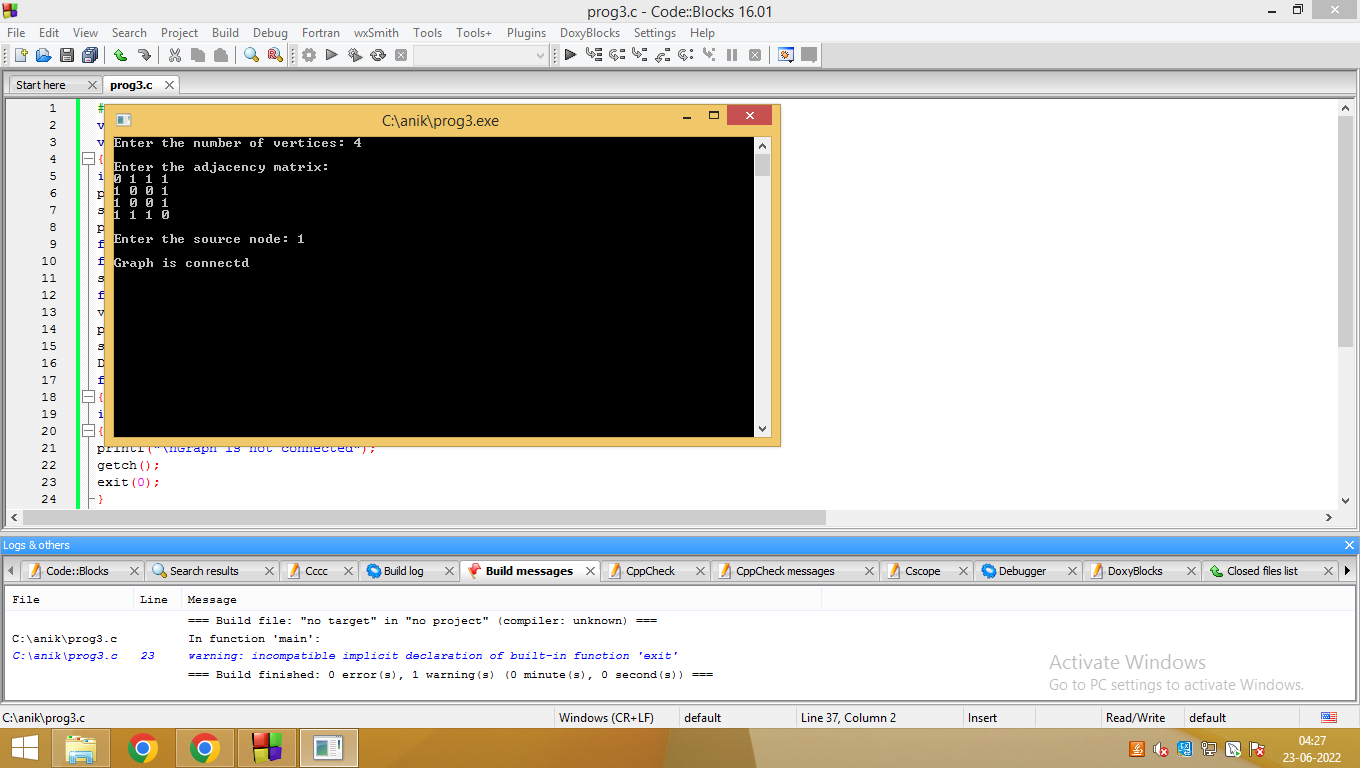 prog3.c - Code::Blocks 16.01
File Edit View Search Project Build Debug Fortran wxSmith Tools Tools+ Plugins DoxyBlocks Settings Help
Start here prog3.c
C:\anik\prog3.exe
Enter the number of vertices: 4
Enter the adjacency matrix:
0 1 1 1
1 0 0 1
1 0 0 1
1 1 1 0
Enter the source node: 1
Graph is connectd
1 #
2 v
3 v
4 {
5 i
6 p
7 s
8 p
9 f
10 f
11 s
12 f
13 v
14 p
15 s
16 D
17 f
18 {
19 i
20 {
21 printf("\nGraph is not connected");
22 getch();
23 exit(0);
24 }
Logs & others
Code::Blocks Search results Cccc Build log Build messages CppCheck CppCheck messages Cscope Debugger DoxyBlocks Closed files list
File Line Message
=== Build file: "no target" in "no project" (compiler: unknown) ===
C:\anik\prog3.c In function 'main':
C:\anik\prog3.c 23 warning: incompatible implicit declaration of built-in function 'exit'
=== Build finished: 0 error(s), 1 warning(s) (0 minute(s), 0 second(s)) ===
Activate Windows
Go to PC settings to activate Windows.
C:\anik\prog3.c Windows (CR+LF) default Line 37, Column 2 Insert Read/Write default
04:27
23-06-2022